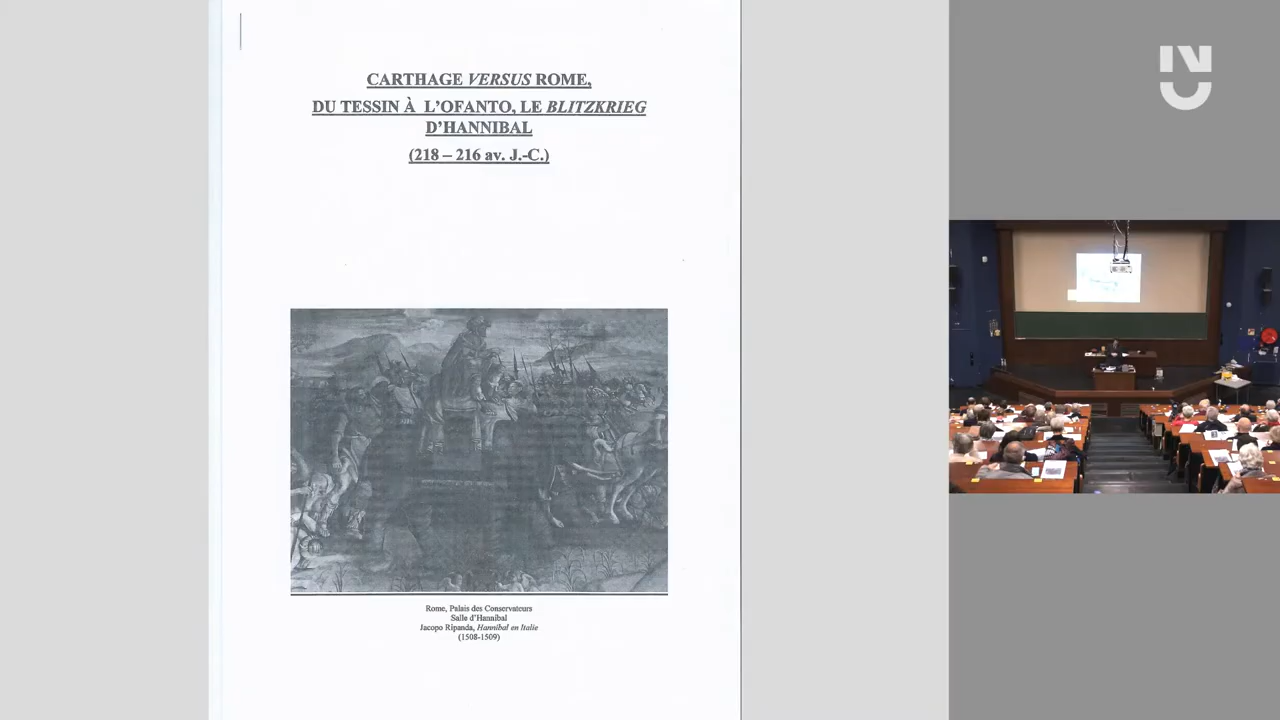 CARTHAGE VERSUS ROME,
DU TESSIN À L'OFANTO, LE BLITZKRIEG
D'HANNIBAL
(218 – 216 av. J.-C.)
Rome, Palais des Conservateurs
Salle d'Hannibal
Jacopo Ripanda, Hannibal en Italie
(1508-1509)